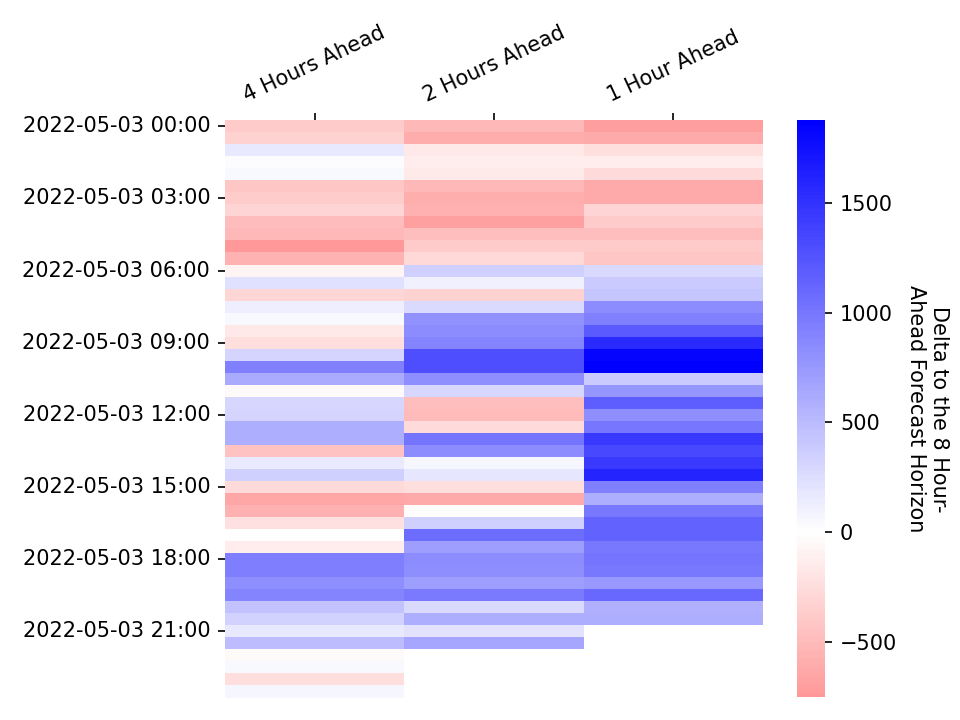 4 Hours Ahead
2 Hours Ahead
1 Hour Ahead
2022-05-03 00:00
2022-05-03 03:00
2022-05-03 06:00
2022-05-03 09:00
2022-05-03 12:00
2022-05-03 15:00
2022-05-03 18:00
2022-05-03 21:00
1500
1000
500
0
−500
Delta to the 8 Hour-
Ahead Forecast Horizon